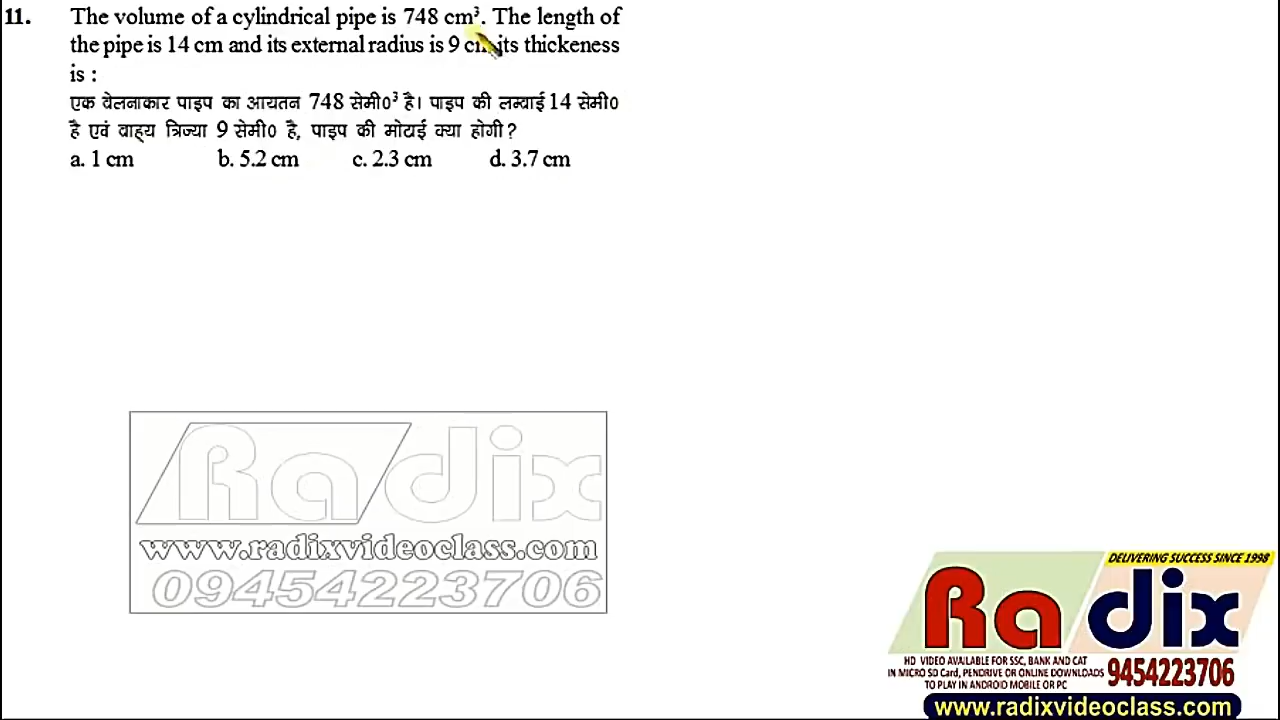 11. The volume of a cylindrical pipe is 748 cm³. The length of
the pipe is 14 cm and its external radius is 9 cm its thickeness
is :
एक वेलनाकार पाइप का आयतन 748 सेमी०³ है। पाइप की लम्वाई 14 सेमी०
है एवं वाह्य त्रिज्या 9 सेमी० है, पाइप की मोटाई क्या होगी?
a. 1 cm b. 5.2 cm c. 2.3 cm d. 3.7 cm
Radix
www.radixvideoclass.com
09454223706
DELIVERING SUCCESS SINCE 1998
Radix
HD VIDEO AVAILABLE FOR SSC, BANK AND CAT
IN MICRO SD Card, PENDRIVE OR ONLINE DOWNLOADS
TO PLAY IN ANDROID MOBILE OR PC
9454223706
www.radixvideoclass.com